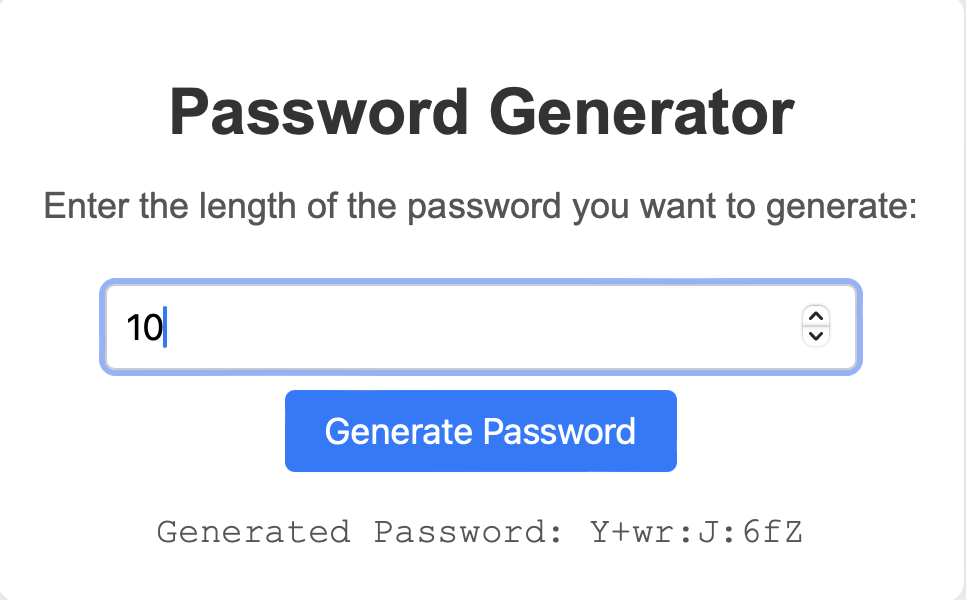 Password Generator
Enter the length of the password you want to generate:
10
Generate Password
Generated Password: Y+wr:J:6fZ